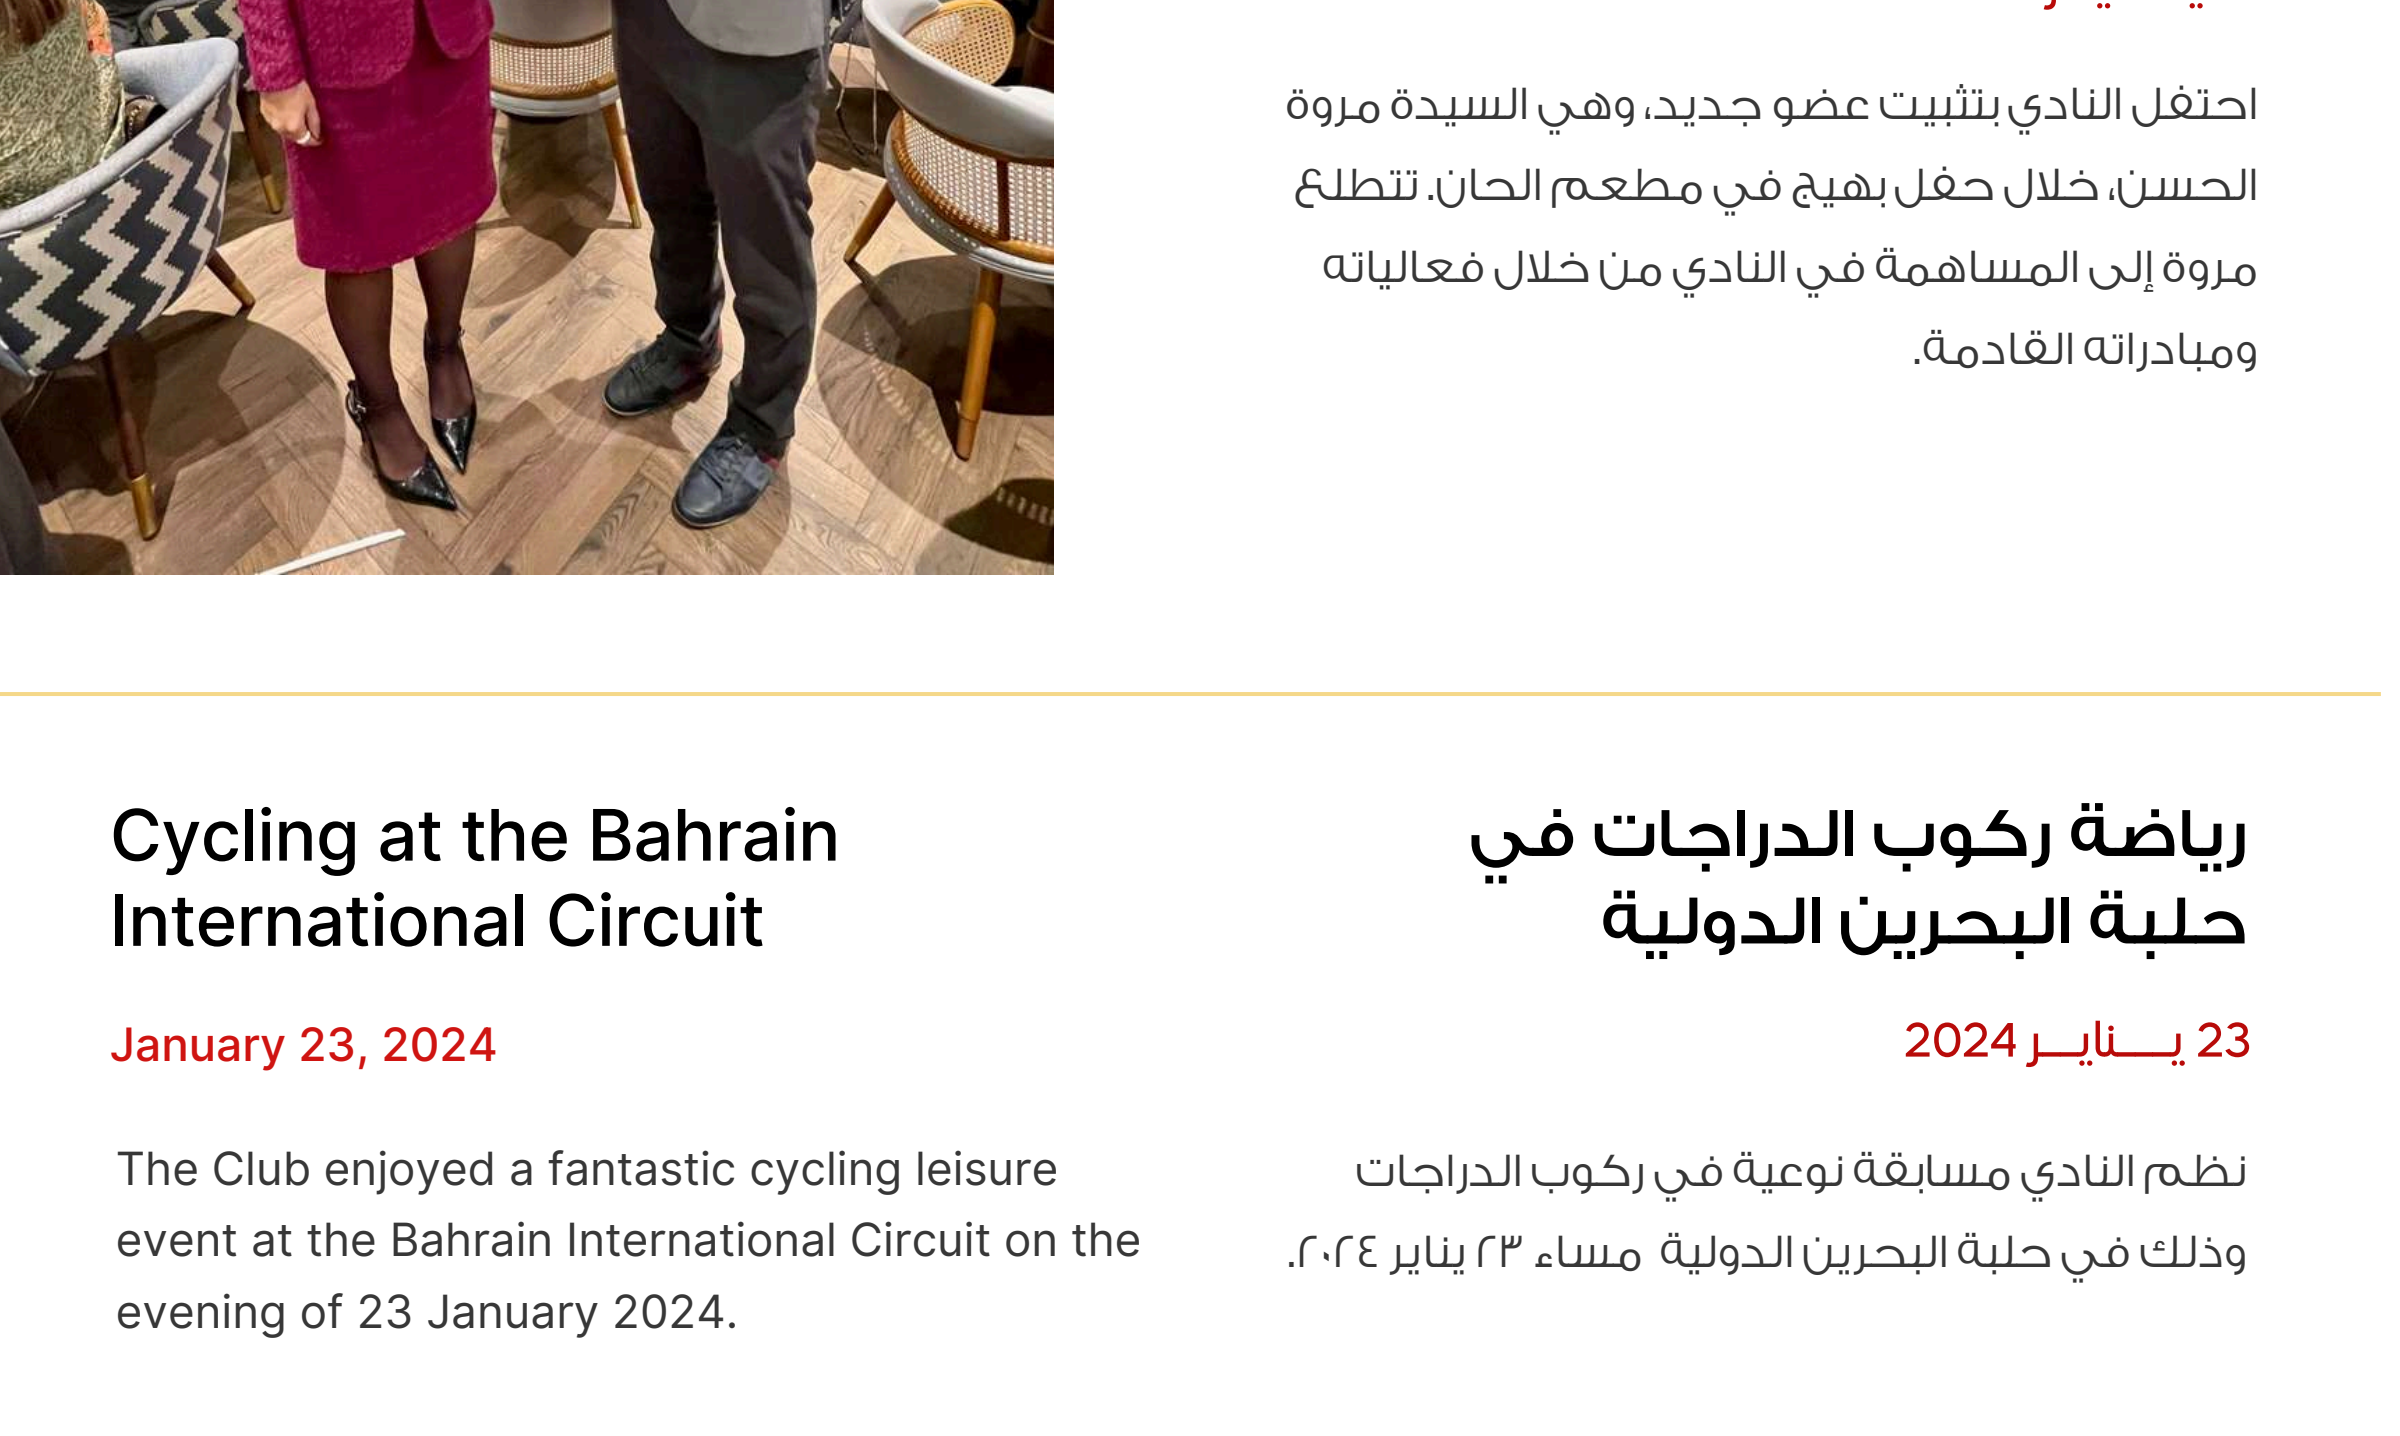 احتفل النادي بتثبيت عضو جديد، وهي السيدة مروة
الحسن، خلال حفل بهيج في مطعم الحان. تتطلع
مروة إلى المساهمة في النادي من خلال فعالياته
ومبادراته القادمة.
Cycling at the Bahrain
International Circuit
January 23, 2024
The Club enjoyed a fantastic cycling leisure
event at the Bahrain International Circuit on the
evening of 23 January 2024.
رياضة ركوب الدراجات في
حلبة البحرين الدولية
23 يـــنايـر 2024
نظم النادي مسابقة نوعية في ركوب الدراجات
وذلك في حلبة البحرين الدولية مساء ٢٣ يناير ٢٠٢٤.